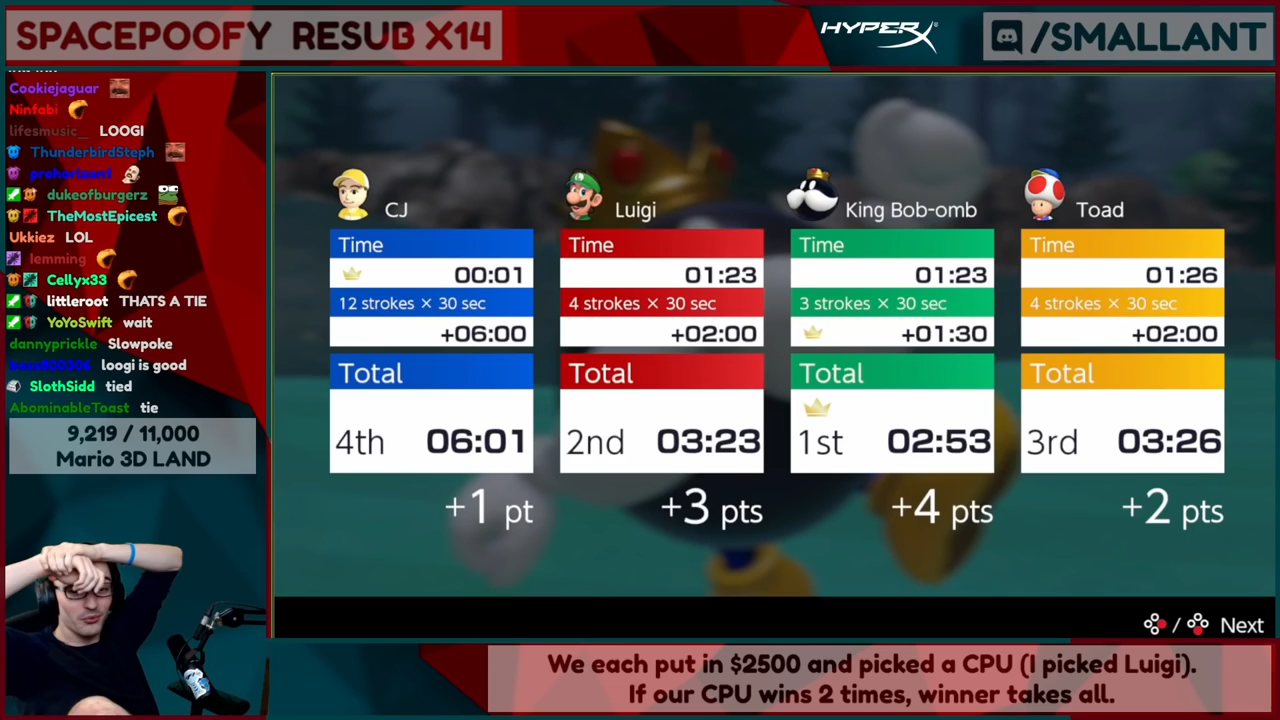 SPACEPOOFY RESUB X14
HYPERX
/SMALLANT
Cookiejaguar
Ninfabi
lifesmusic_ LOOGI
ThunderbirdSteph
prohorizon1
dukeofburgerz
TheMostEpicest
Ukkiez LOL
lemming
Cellyx33
littleroot THATS A TIE
YoYoSwift wait
dannyprickle Slowpoke
loogi is good
SlothSidd tied
AbominableToast tie
9,219 / 11,000
Mario 3D LAND
CJ
Time
00:01
12 strokes × 30 sec
+06:00
Total
4th 06:01
+1 pt
Luigi
Time
01:23
4 strokes × 30 sec
+02:00
Total
2nd 03:23
+3 pts
King Bob-omb
Time
01:23
3 strokes × 30 sec
+01:30
Total
1st 02:53
+4 pts
Toad
Time
01:26
4 strokes × 30 sec
+02:00
Total
3rd 03:26
+2 pts
/ Next
We each put in $2500 and picked a CPU (I picked Luigi).
If our CPU wins 2 times, winner takes all.